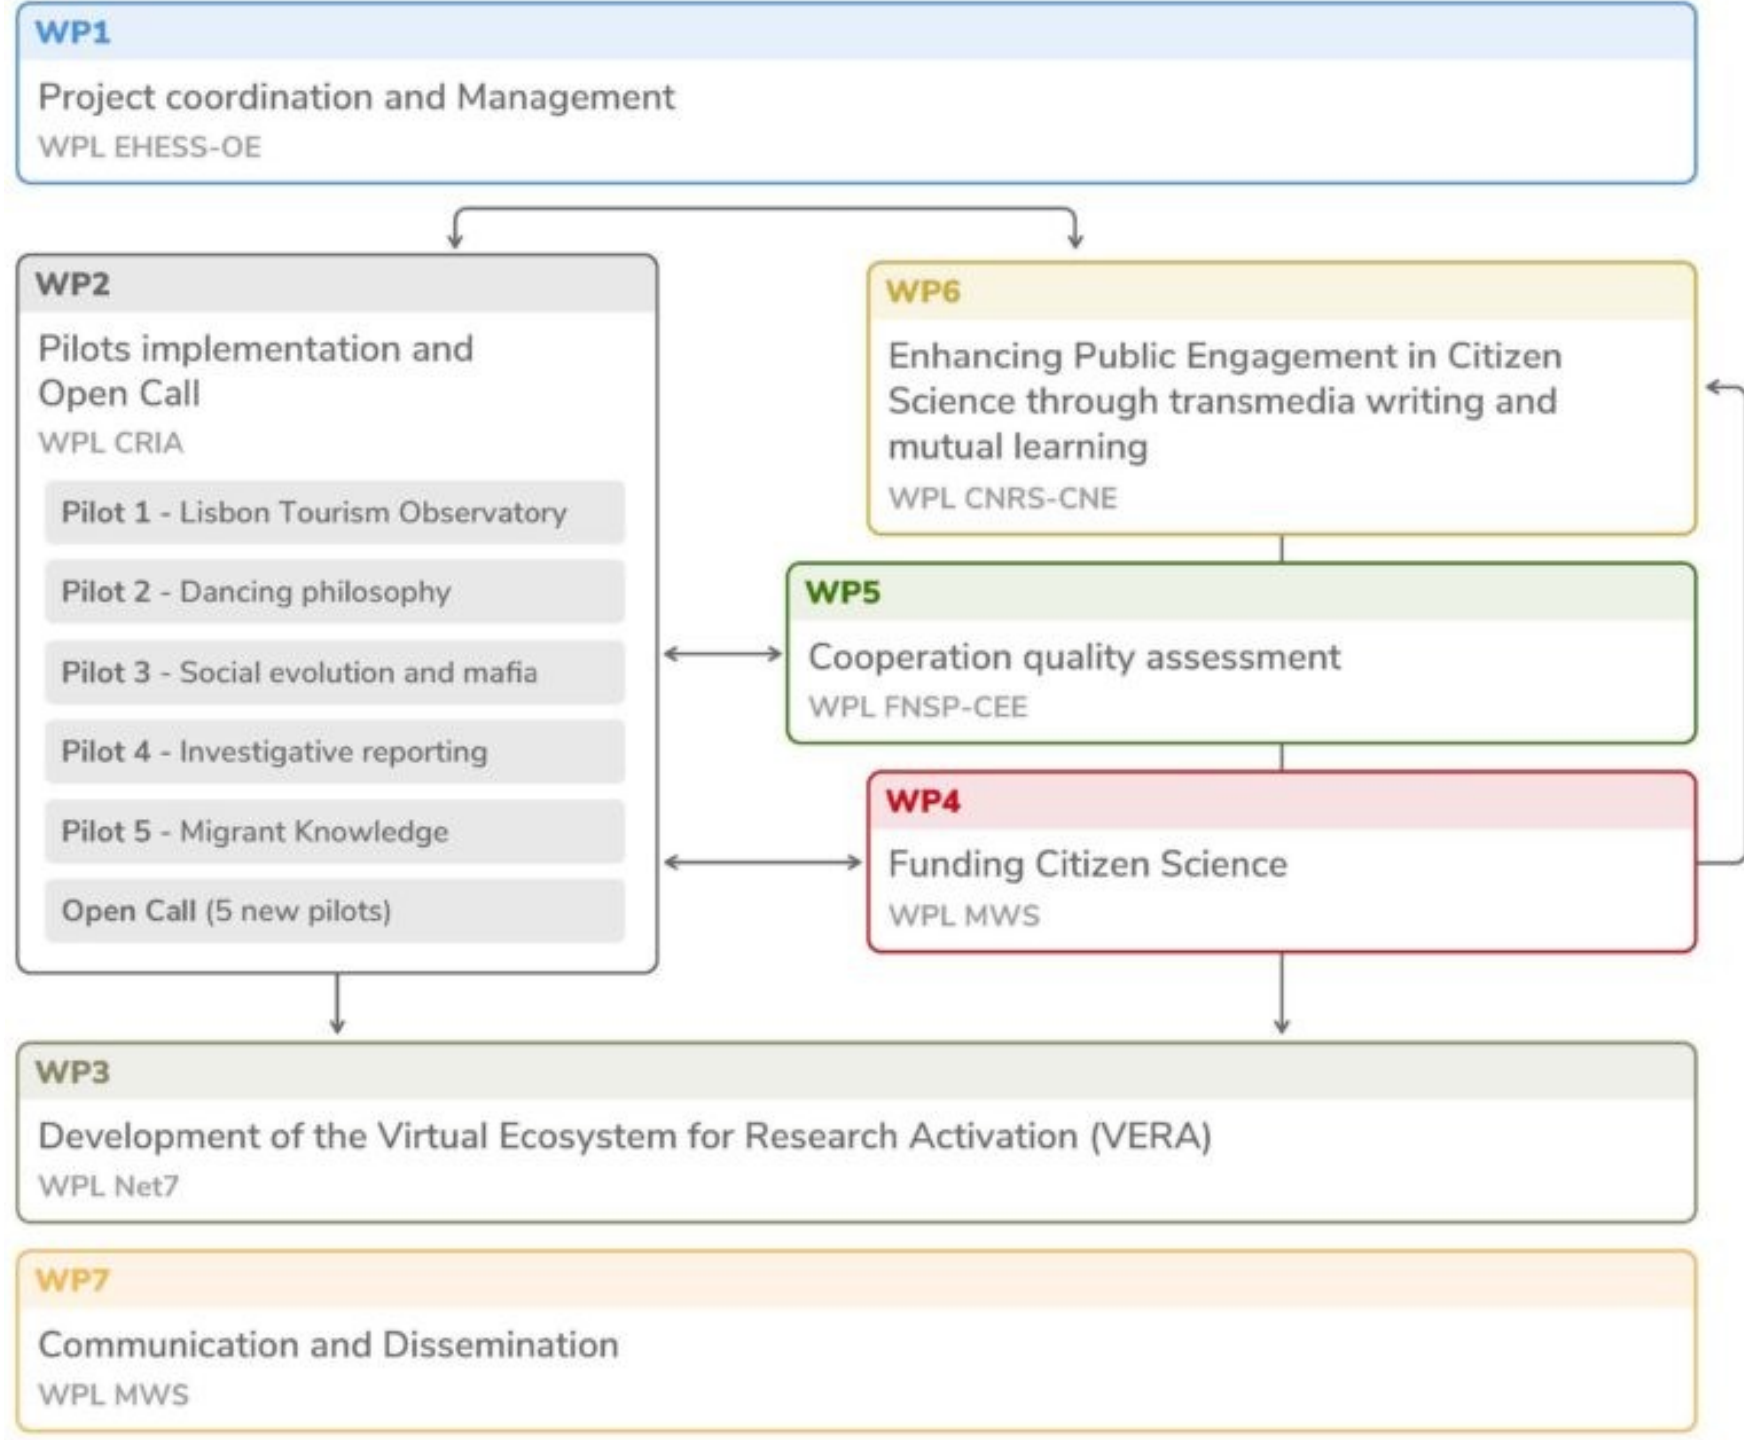 WP1
Project coordination and Management
WPL EHESS-OE
WP2
Pilots implementation and
Open Call
WPL CRIA
Pilot 1 - Lisbon Tourism Observatory
Pilot 2 - Dancing philosophy
Pilot 3 - Social evolution and mafia
Pilot 4 - Investigative reporting
Pilot 5 - Migrant Knowledge
Open Call (5 new pilots)
WP6
Enhancing Public Engagement in Citizen
Science through transmedia writing and
mutual learning
WPL CNRS-CNE
WP5
Cooperation quality assessment
WPL FNSP-CEE
WP4
Funding Citizen Science
WPL MWS
WP3
Development of the Virtual Ecosystem for Research Activation (VERA)
WPL Net7
WP7
Communication and Dissemination
WPL MWS